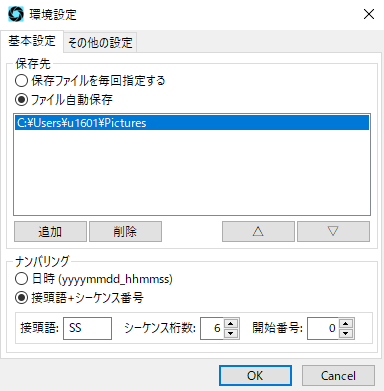 環境設定
基本設定 その他の設定
保存先
保存ファイルを毎回指定する
ファイル自動保存
C:¥Users¥u1601¥Pictures
追加 削除 △ ▽
ナンバリング
日時 (yyyymmdd_hhmmss)
接頭語+シーケンス番号
接頭語: SS シーケンス桁数: 6 開始番号: 0
OK Cancel